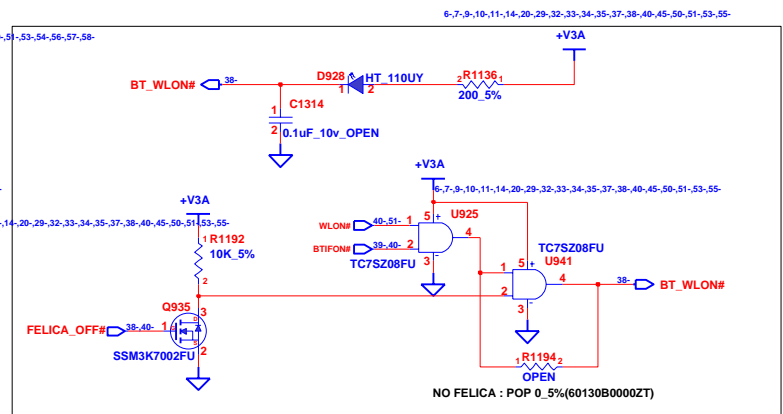 6-,7-,9-,10-,11-,14-,20-,29-,32-,33-,34-,35-,37-,38-,40-,45-,50-,51-,53-,55-
-,51-,53-,54-,56-,57-,58-
+V3A
BT_WLON# 38- D928 HT_110UY R1136
1 2 2 1
200_5%
C1314
1
2
0.1uF_10v_OPEN
+V3A
6-,7-,9-,10-,11-,14-,20-,29-,32-,33-,34-,35-,37-,38-,40-,45-,50-,51-,53-,55-
+V3A
-,14-,20-,29-,32-,33-,34-,35-,37-,38-,40-,45-,50-,51-,53-,55-
WLON# 40-,51- 1 5 + U925
4
BTIFON# 39-,40- 2
3 -
TC7SZ08FU
TC7SZ08FU
U941
1 R1192
10K_5%
2
1 5 +
4 38- BT_WLON#
2
3 -
Q935
3
D
FELICA_OFF# 38-,40- 1 G
S
2
SSM3K7002FU
R1194
1 2
OPEN
NO FELICA : POP 0_5%(60130B0000ZT)